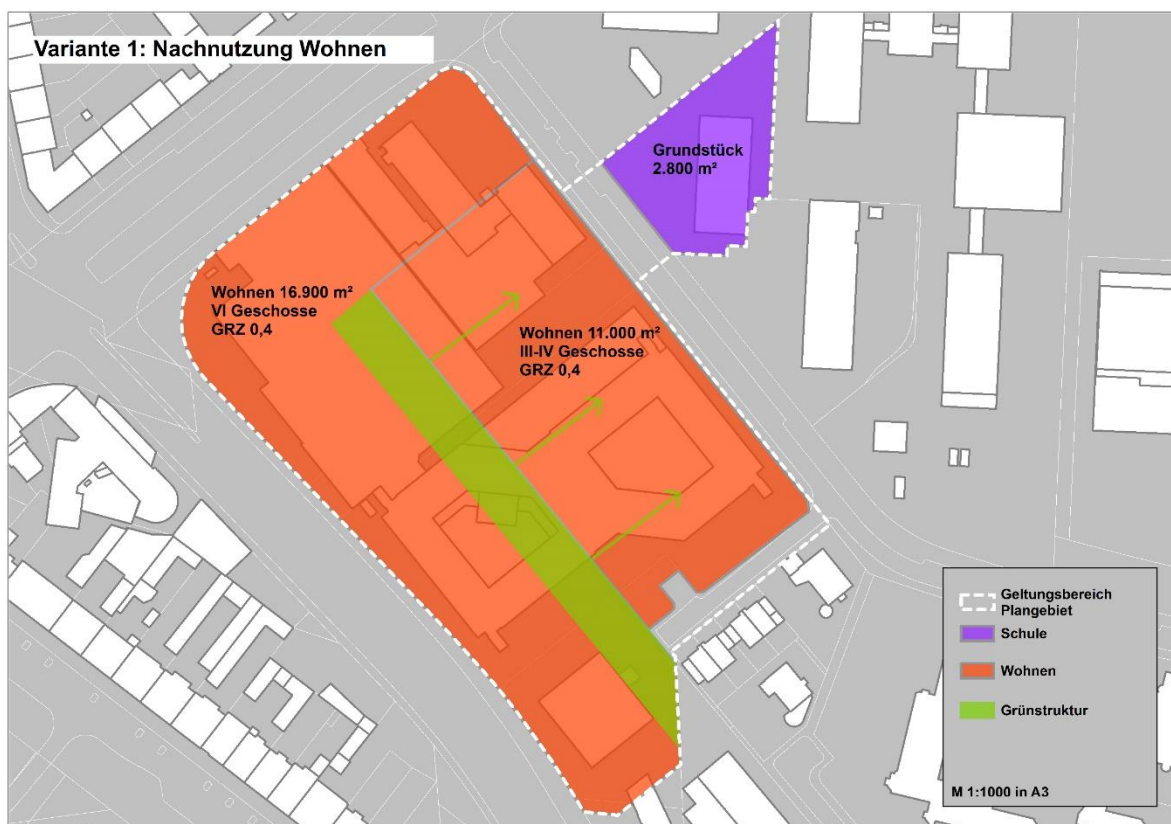 Variante 1: Nachnutzung Wohnen
Grundstück
2.800 m²
Wohnen 16.900 m²
VI Geschosse
GRZ 0,4
Wohnen 11.000 m²
III-IV Geschosse
GRZ 0,4
Geltungsbereich
Plangebiet
Schule
Wohnen
Grünstruktur
M 1:1000 in A3